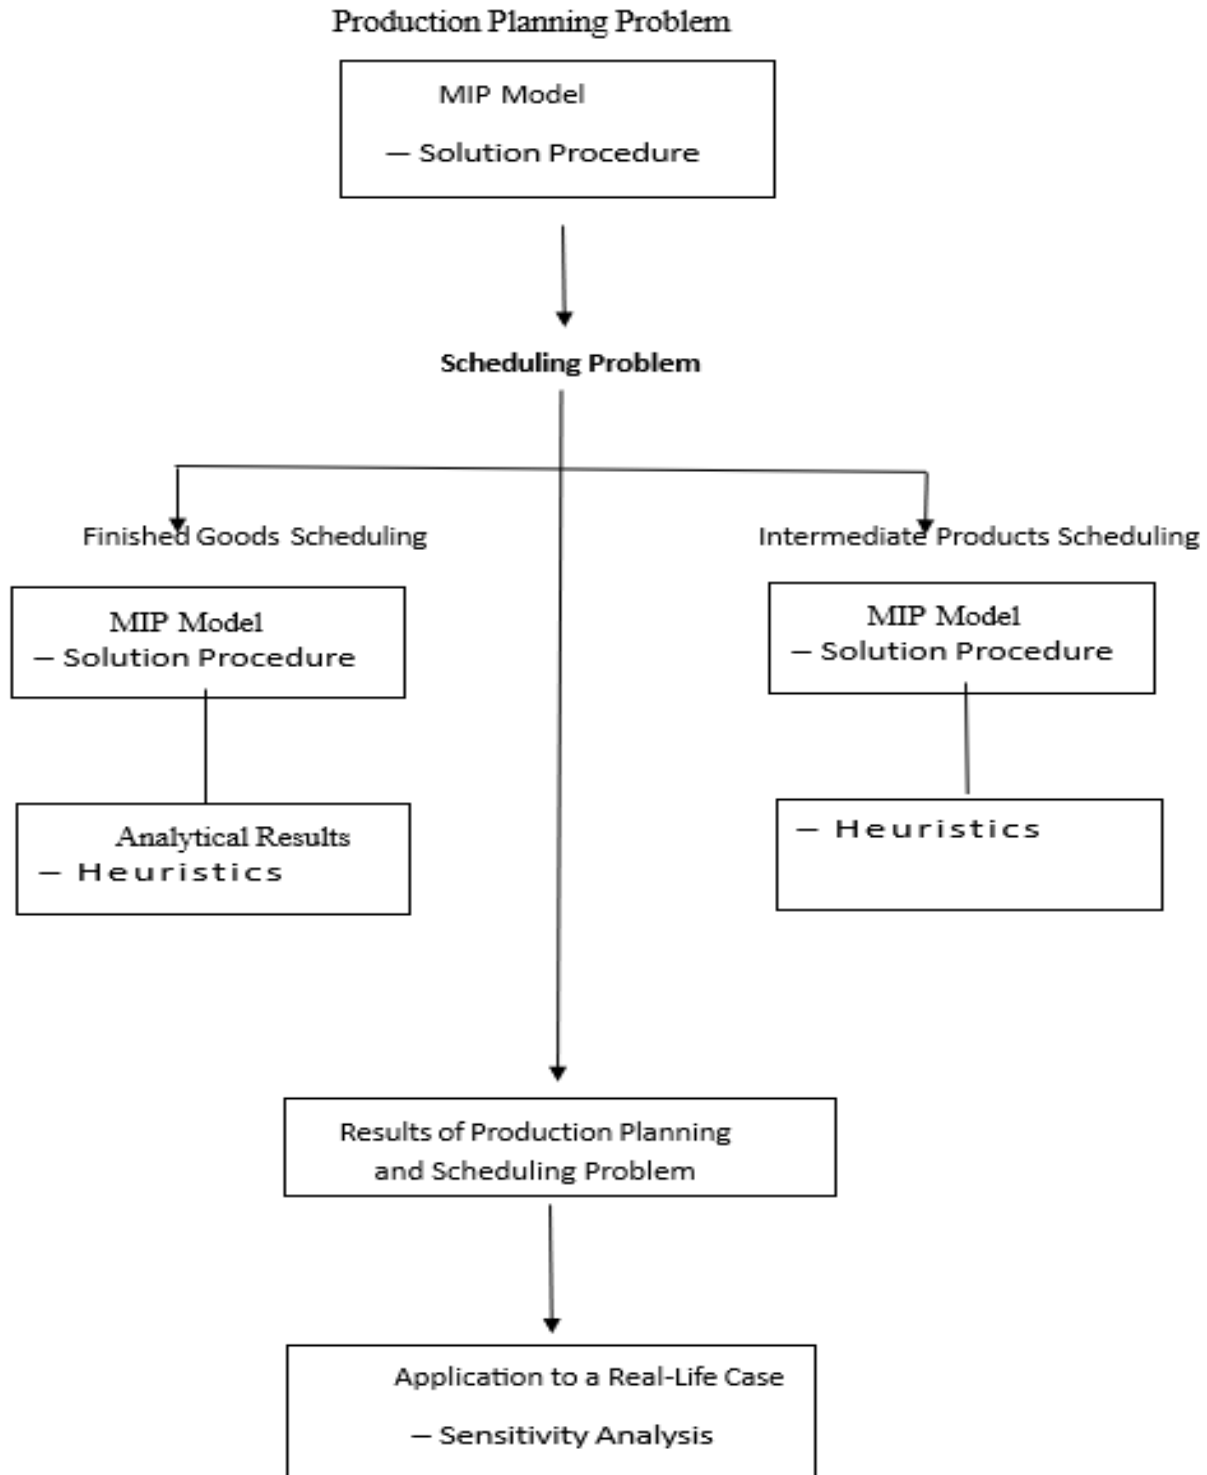 Production Planning Problem
MIP Model
– Solution Procedure
Scheduling Problem
Finished Goods Scheduling
MIP Model
– Solution Procedure
Analytical Results
– Heuristics
Intermediate Products Scheduling
MIP Model
– Solution Procedure
– Heuristics
Results of Production Planning
and Scheduling Problem
Application to a Real-Life Case
– Sensitivity Analysis